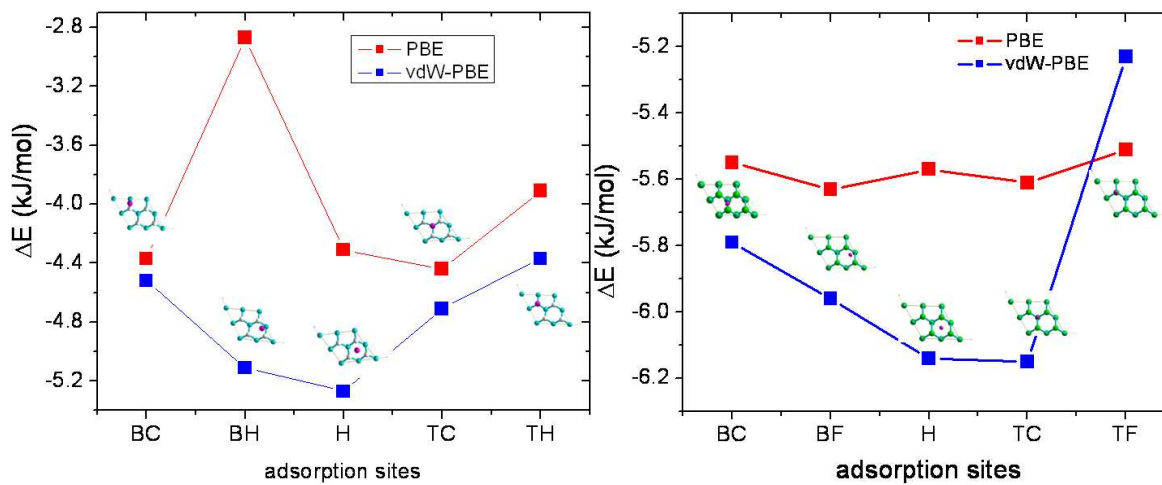 -2.8
-3.2
-3.6
-4.0
-4.4
-4.8
-5.2
ΔE (kJ/mol)
PBE
vdW-PBE
BC BH H TC TH
adsorption sites
-5.2
-5.4
-5.6
-5.8
-6.0
-6.2
ΔE (kJ/mol)
PBE
vdW-PBE
BC BF H TC TF
adsorption sites